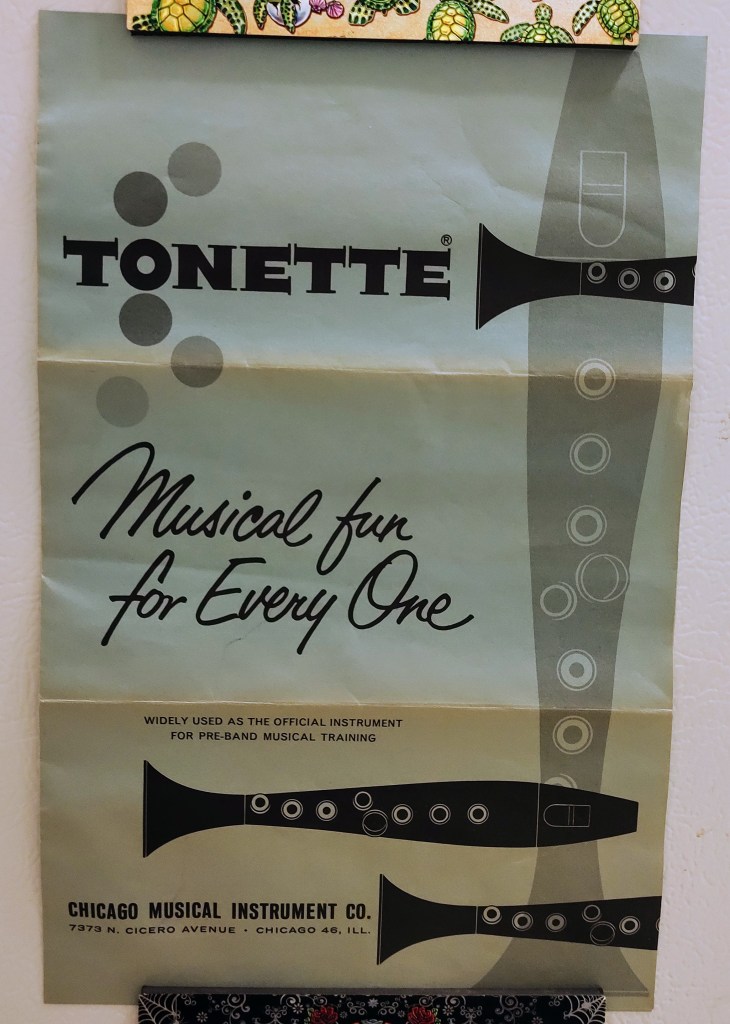 TONETTE®
Musical fun
for Every One
WIDELY USED AS THE OFFICIAL INSTRUMENT
FOR PRE-BAND MUSICAL TRAINING
CHICAGO MUSICAL INSTRUMENT CO.
7373 N. CICERO AVENUE • CHICAGO 46, ILL.